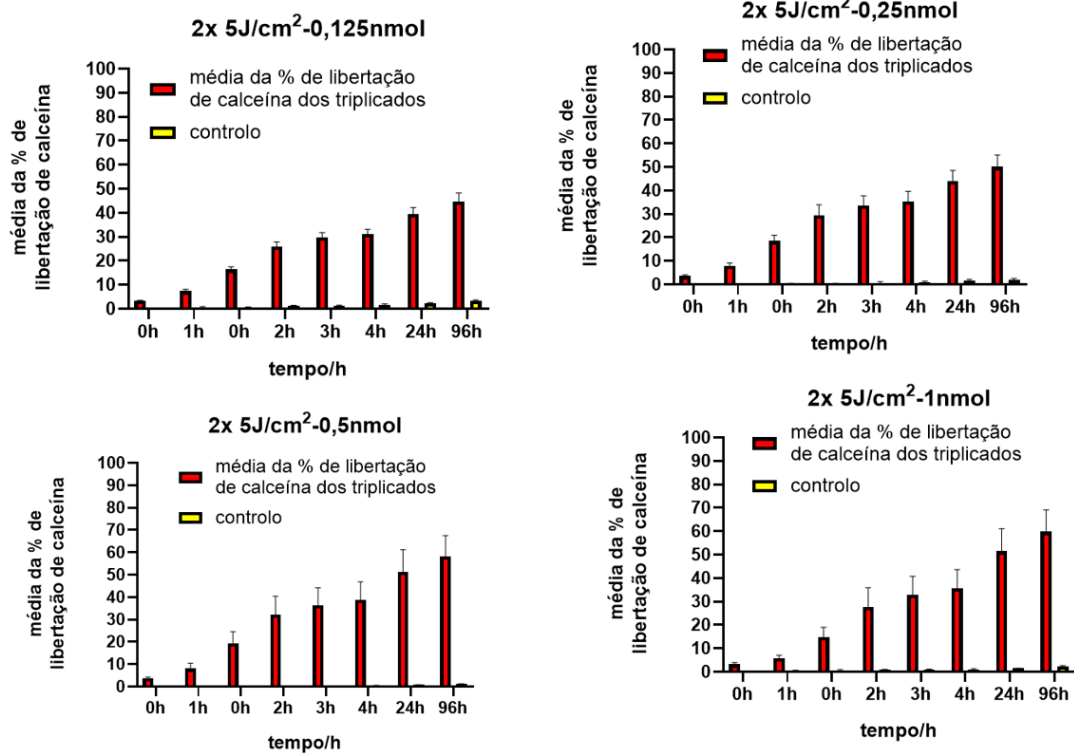 2x 5J/cm²-0,125nmol
média da % de
libertação de calceína
100
90
80
70
60
50
40
30
20
10
0
média da % de libertação
de calceína dos triplicados
controlo
0h 1h 0h 2h 3h 4h 24h 96h
tempo/h
2x 5J/cm²-0,25nmol
média da % de
libertação de calceína
100
90
80
70
60
50
40
30
20
10
0
média da % de libertação
de calceína dos triplicados
controlo
0h 1h 0h 2h 3h 4h 24h 96h
tempo/h
2x 5J/cm²-0,5nmol
média da % de
libertação de calceína
100
90
80
70
60
50
40
30
20
10
0
média da % de libertação
de calceína dos triplicados
controlo
0h 1h 0h 2h 3h 4h 24h 96h
tempo/h
2x 5J/cm²-1nmol
média da % de
libertação de calceína
100
90
80
70
60
50
40
30
20
10
0
média da % de libertação
de calceína dos triplicados
controlo
0h 1h 0h 2h 3h 4h 24h 96h
tempo/h